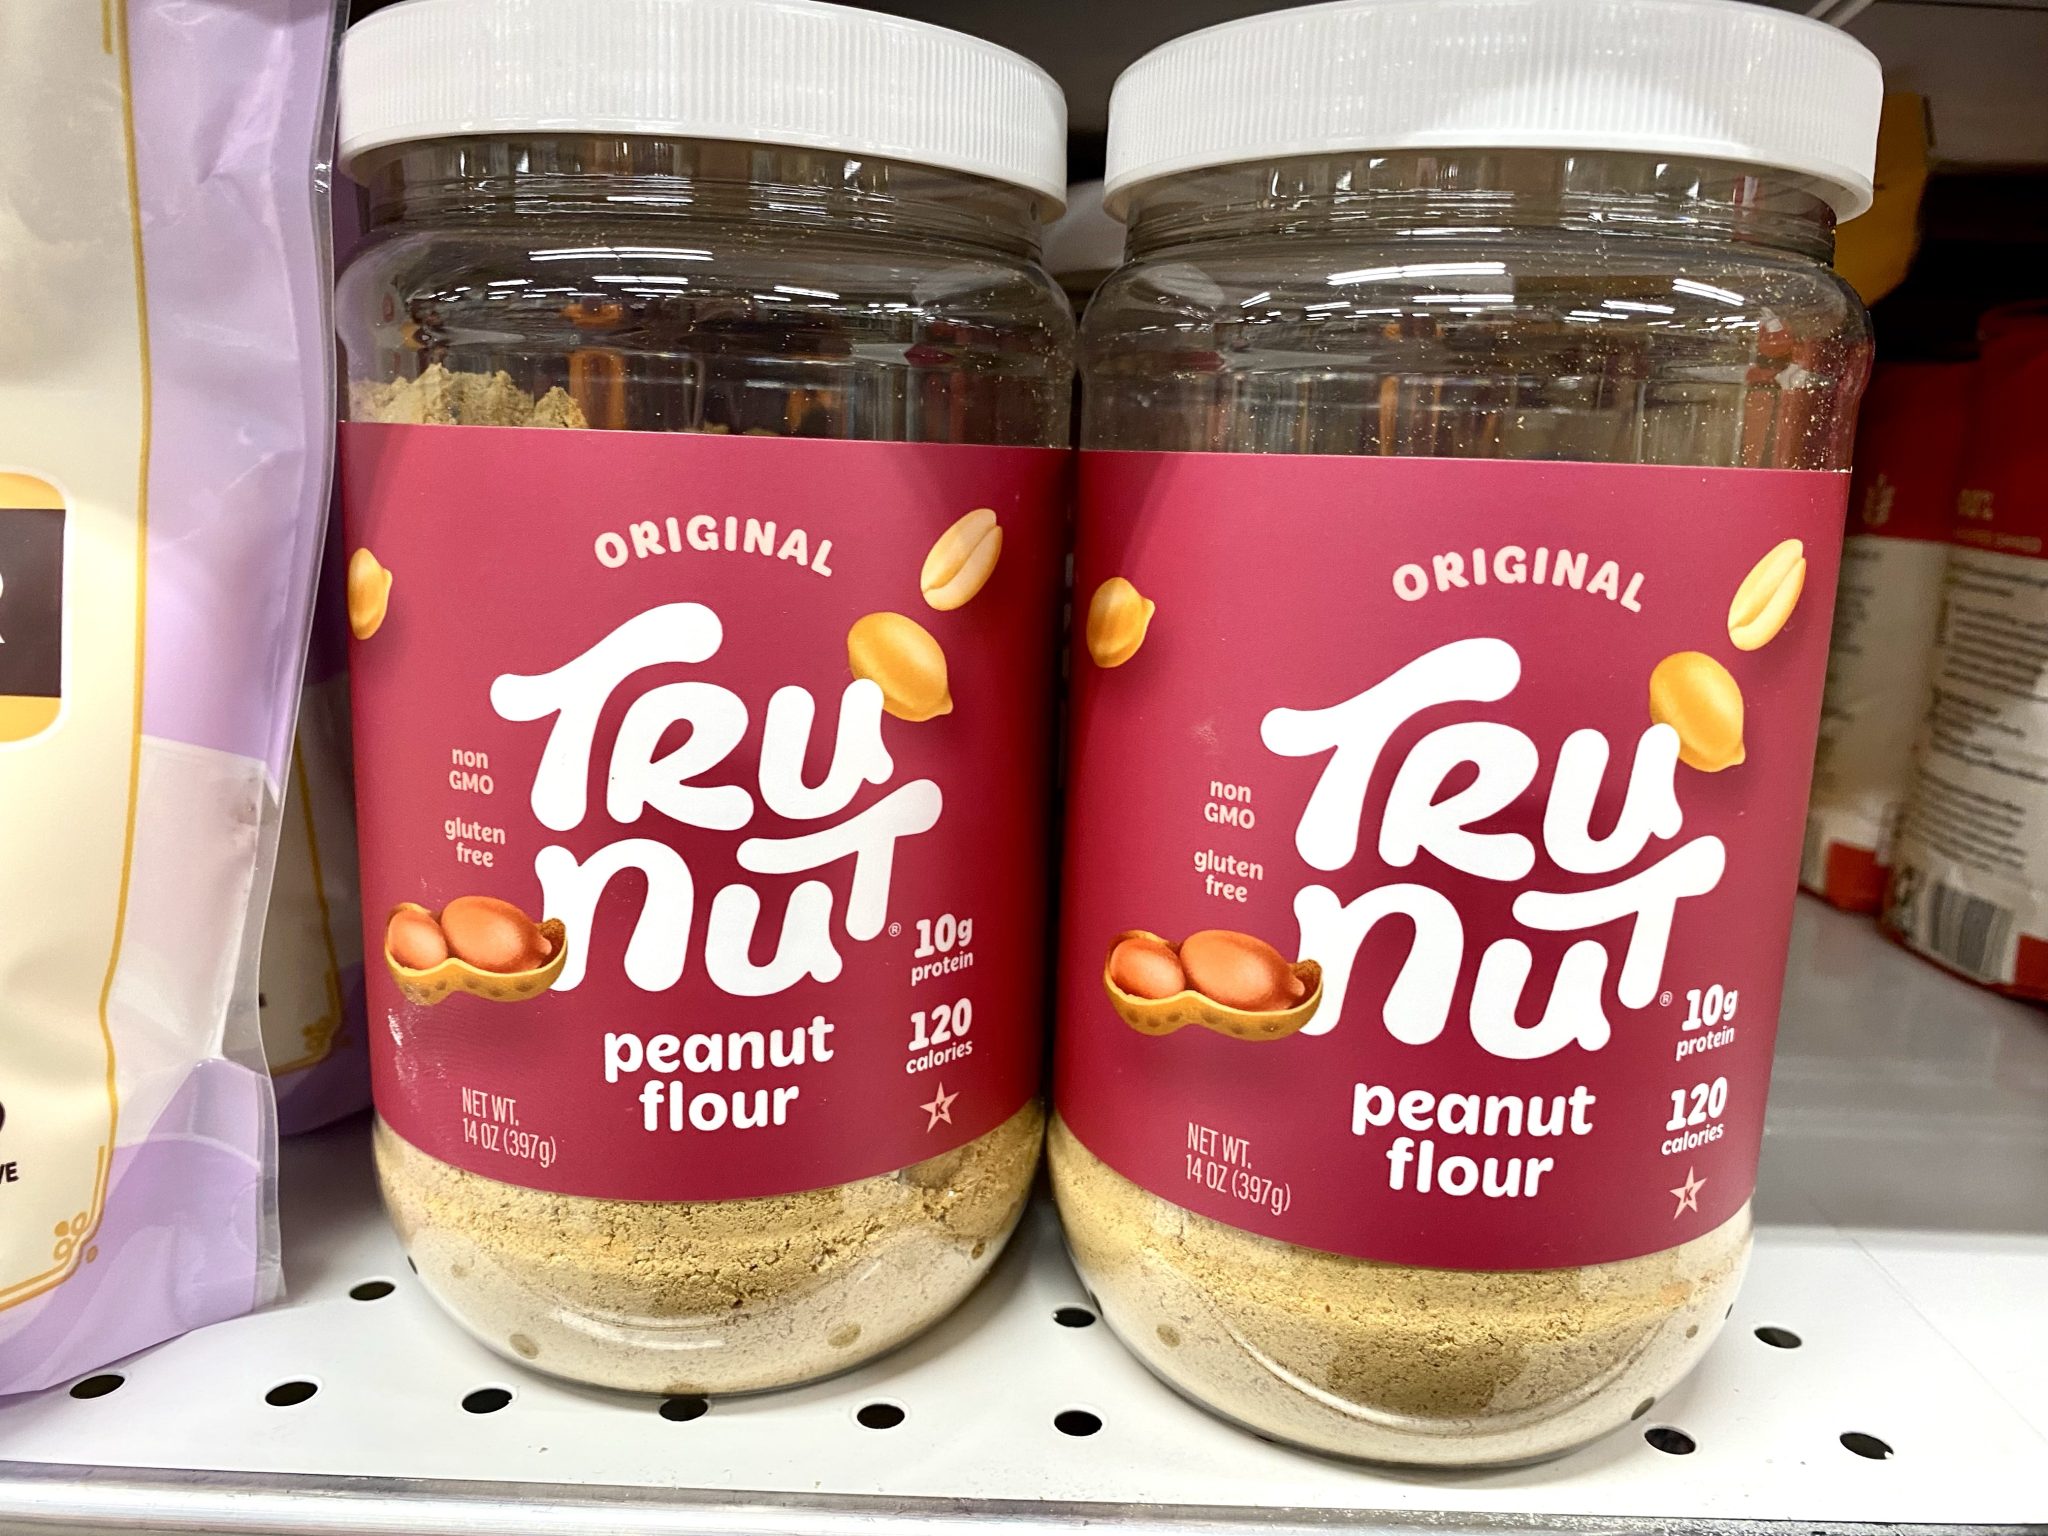 ORIGINAL
TRU
nuT®
peanut
flour
non
GMO
gluten
free
10g
protein
120
calories
K
NET WT.
14 OZ (397g)
ORIGINAL
TRU
nuT®
peanut
flour
non
GMO
gluten
free
10g
protein
120
calories
K
NET WT.
14 OZ (397g)